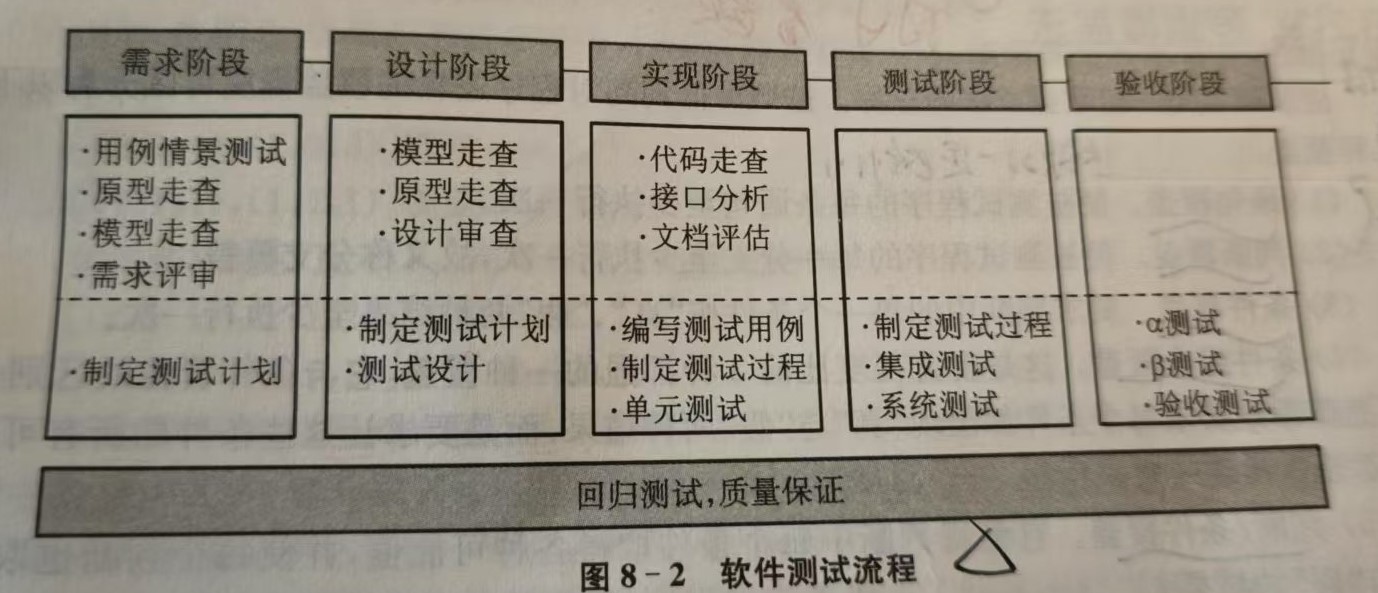 需求阶段
设计阶段
实现阶段
测试阶段
验收阶段
·用例情景测试
·原型走查
·模型走查
·需求评审
·制定测试计划
·模型走查
·原型走查
·设计审查
·制定测试计划
·测试设计
·代码走查
·接口分析
·文档评估
·编写测试用例
·制定测试过程
·单元测试
·制定测试过程
·集成测试
·系统测试
·α测试
·β测试
·验收测试
回归测试,质量保证
图 8-2 软件测试流程